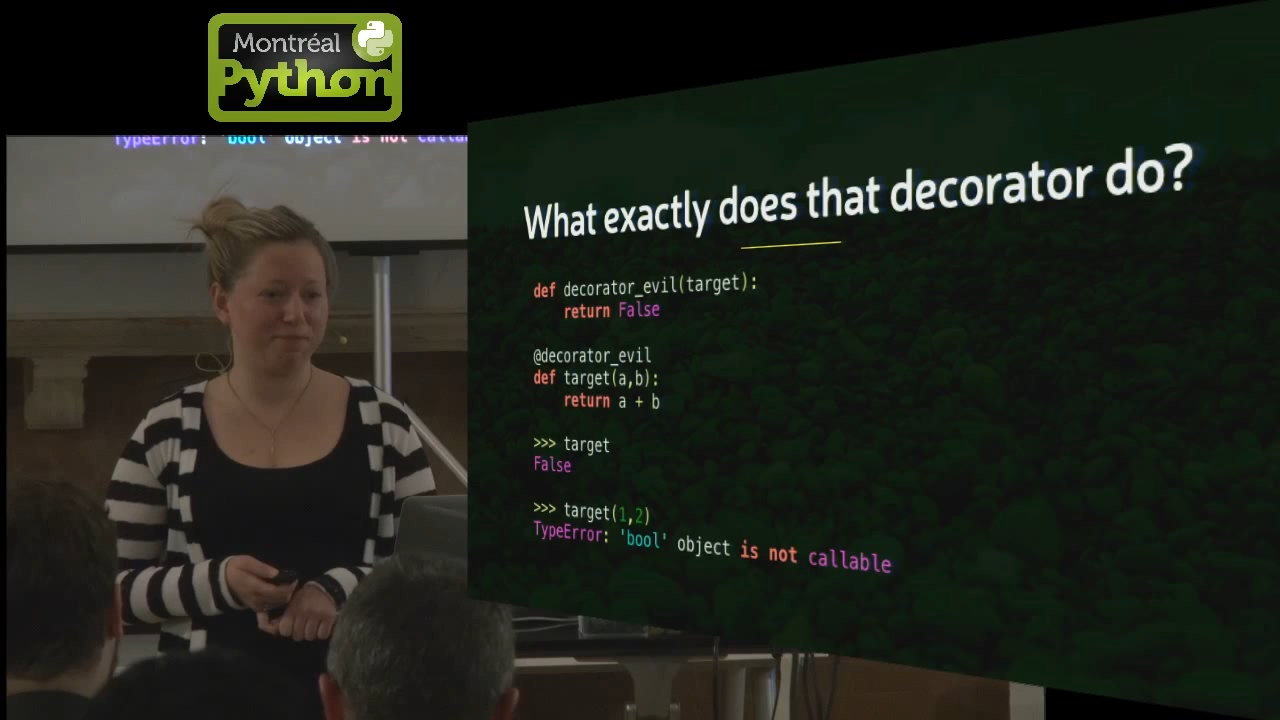 Montréal
Python
TypeError: 'bool' object is not calla
What exactly does that decorator do?
def decorator_evil(target):
return False
@decorator_evil
def target(a,b):
return a + b
>>> target
False
>>> target(1,2)
TypeError: 'bool' object is not callable